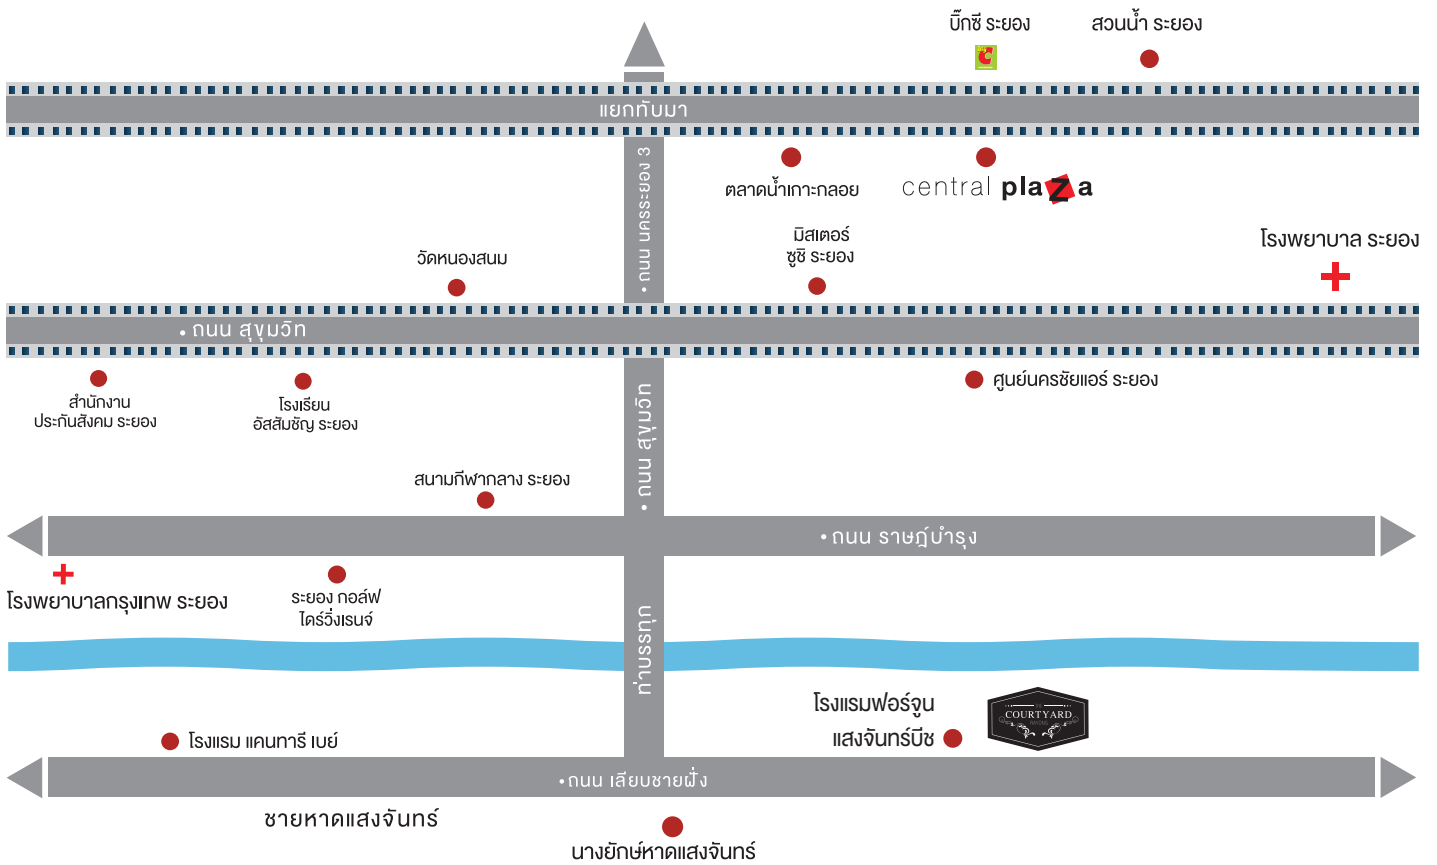 บิ๊กซี ระยอง
สวนน้ำ ระยอง
แยกทับมา
• ถนน นครระยอง 3
ตลาดน้ำเกาะกลอย
central plaza
มิสเตอร์
ซูชิ ระยอง
โรงพยาบาล ระยอง
วัดหนองสนม
• ถนน สุขุมวิท
สำนักงาน
ประกันสังคม ระยอง
โรงเรียน
อัสสัมชัญ ระยอง
• ถนน สุขุมวิท
ศูนย์นครชัยแอร์ ระยอง
สนามกีฬากลาง ระยอง
• ถนน ราษฎ์บำรุง
โรงพยาบาลกรุงเทพ ระยอง
ระยอง กอล์ฟ
ไดร์วิ่งเรนจ์
ท่าบรรทุก
โรงแรมฟอร์จูน
แสงจันทร์บีช
COURTYARD
โรงแรม แคนทารี เบย์
• ถนน เลียบชายฝั่ง
ชายหาดแสงจันทร์
นางยักษ์หาดแสงจันทร์